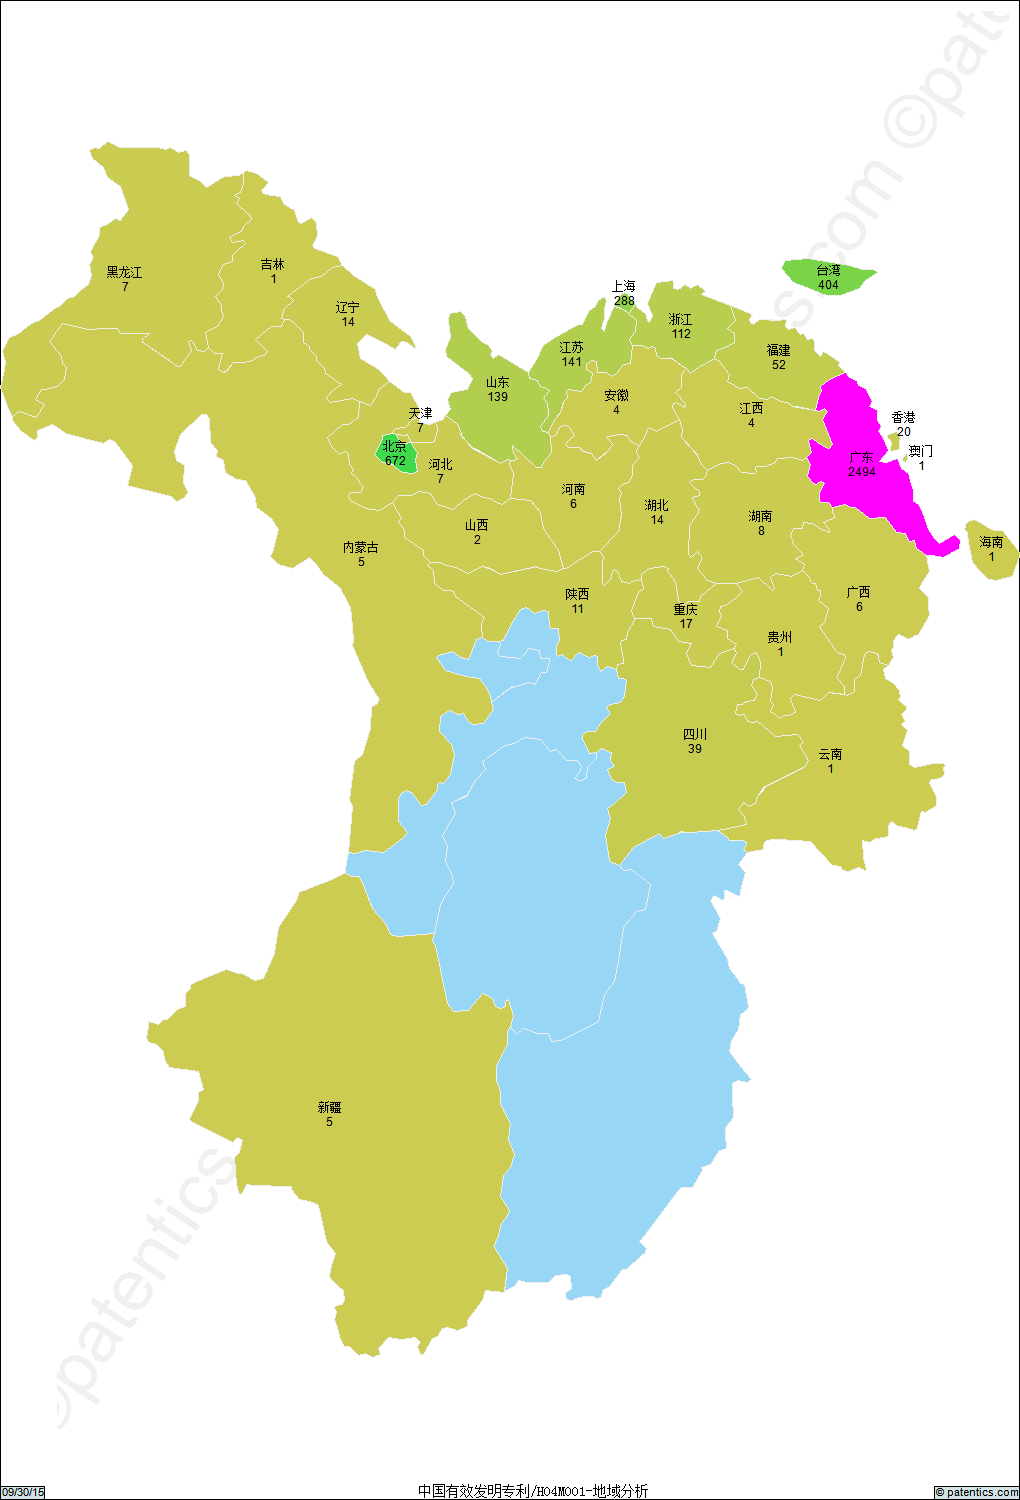 ©patentics.com ©patentics
黑龙江
7
吉林
1
辽宁
14
台湾
404
上海
288
浙江
112
江苏
141
福建
52
山东
139
安徽
4
江西
4
天津
7
香港
20
北京
672
河北
7
广东
2494
澳门
1
河南
6
湖北
14
湖南
8
山西
2
内蒙古
5
海南
1
陕西
11
重庆
17
广西
6
贵州
1
四川
39
云南
1
新疆
5
09/30/15
中国有效发明专利/H04M001-地域分析
© patentics.com